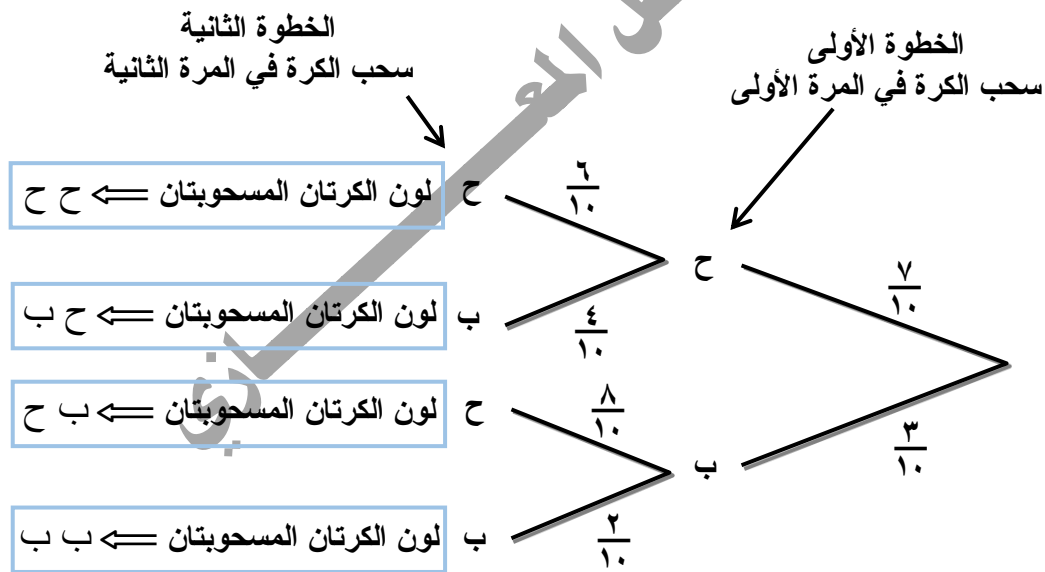 الخطوة الأولى
سحب الكرة في المرة الأولى
الخطوة الثانية
سحب الكرة في المرة الثانية
٧
١٠
٣
١٠
ح
ب
٦
١٠
٤
١٠
٨
١٠
٢
١٠
ح لون الكرتان المسحوبتان ⇐ ح ح
ب لون الكرتان المسحوبتان ⇐ ح ب
ح لون الكرتان المسحوبتان ⇐ ب ح
ب لون الكرتان المسحوبتان ⇐ ب ب